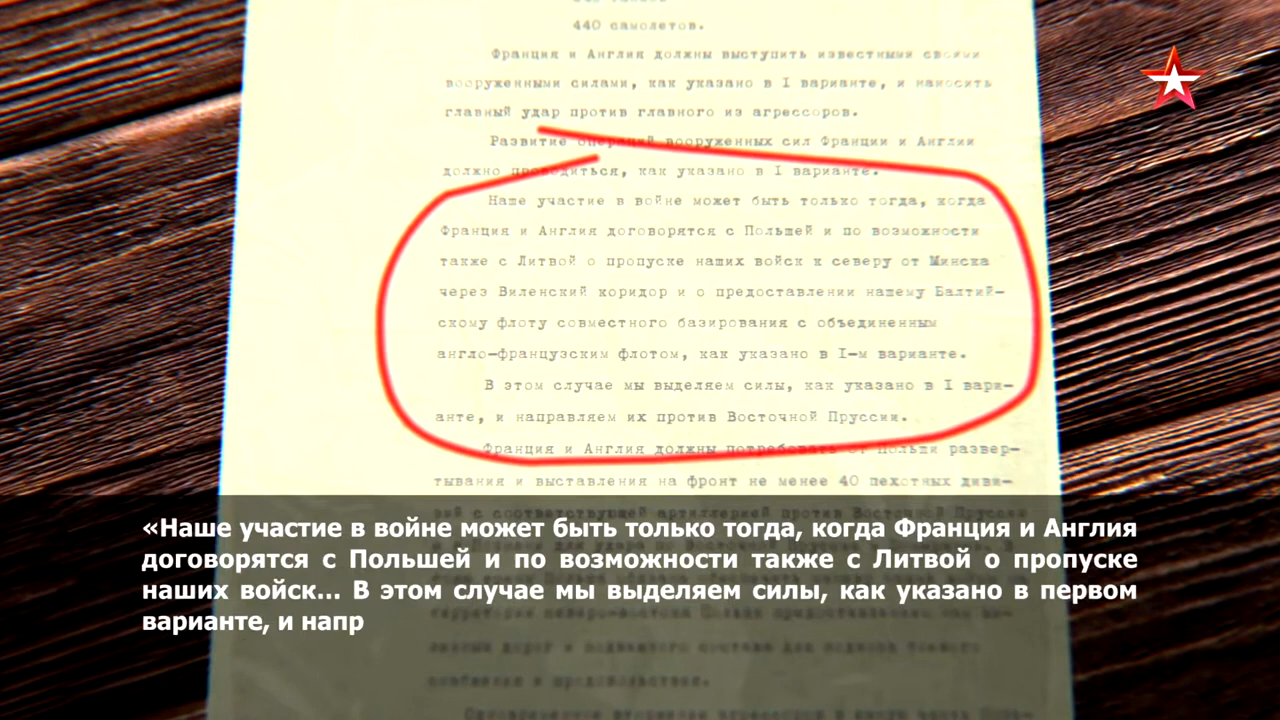 440 самолетов.
Франция и Англия должны выступить известными своими
вооруженными силами, как указано в I варианте, и наносить
главный удар против главного из агрессоров.
Развитие операций вооруженных сил Франции и Англии
должно проводиться, как указано в I варианте.
Наше участие в войне может быть только тогда, когда
Франция и Англия договорятся с Польшей и по возможности
также с Литвой о пропуске наших войск к северу от Минска
через Виленский коридор и о предоставлении нашему Балтий-
скому флоту совместного базирования с объединенным
англо-французским флотом, как указано в I-м варианте.
В этом случае мы выделяем силы, как указано в I вари-
анте, и направляем их против Восточной Пруссии.
Франция и Англия должны потребовать от Польши развер-
тывания и выставления на фронт не менее 40 пехотных диви-
зий с соответствующей артиллерией против Восточной Пруссии
«Наше участие в войне может быть только тогда, когда Франция и Англия
договорятся с Польшей и по возможности также с Литвой о пропуске
наших войск... В этом случае мы выделяем силы, как указано в первом
варианте, и напр